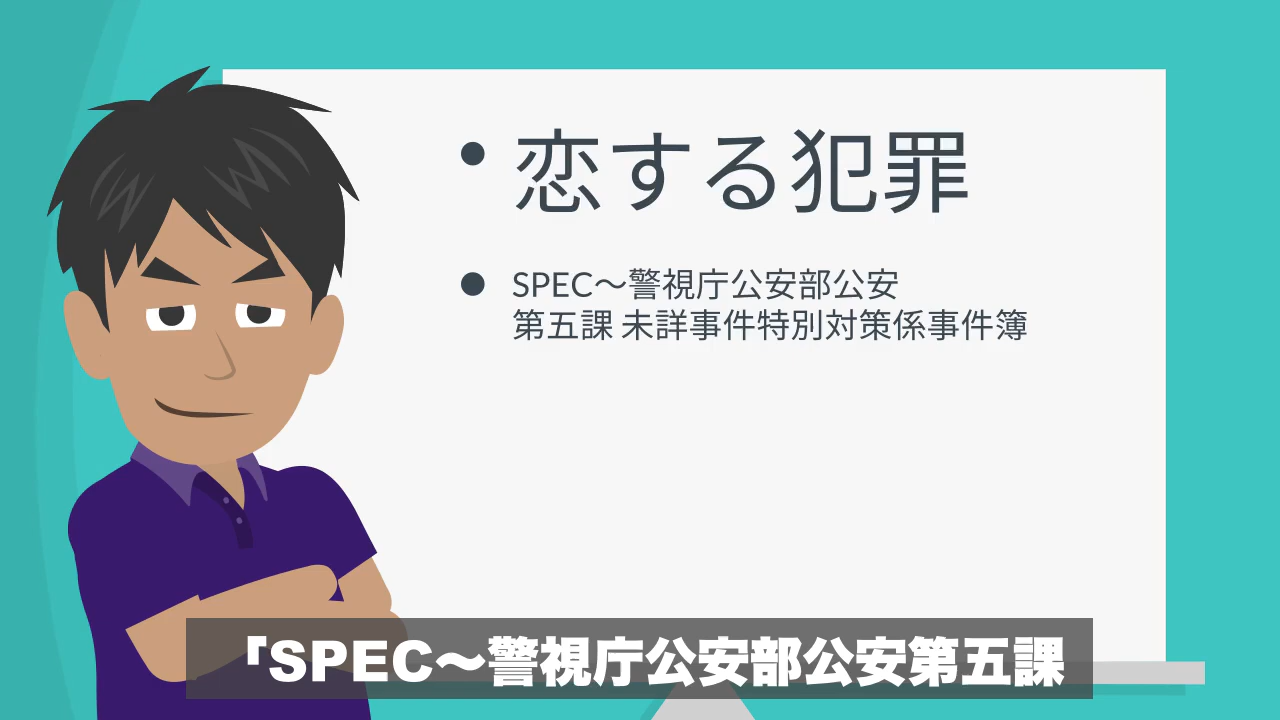 • 恋する犯罪
• SPEC～警視庁公安部公安
第五課 未詳事件特別対策係事件簿
「SPEC～警視庁公安部公安第五課